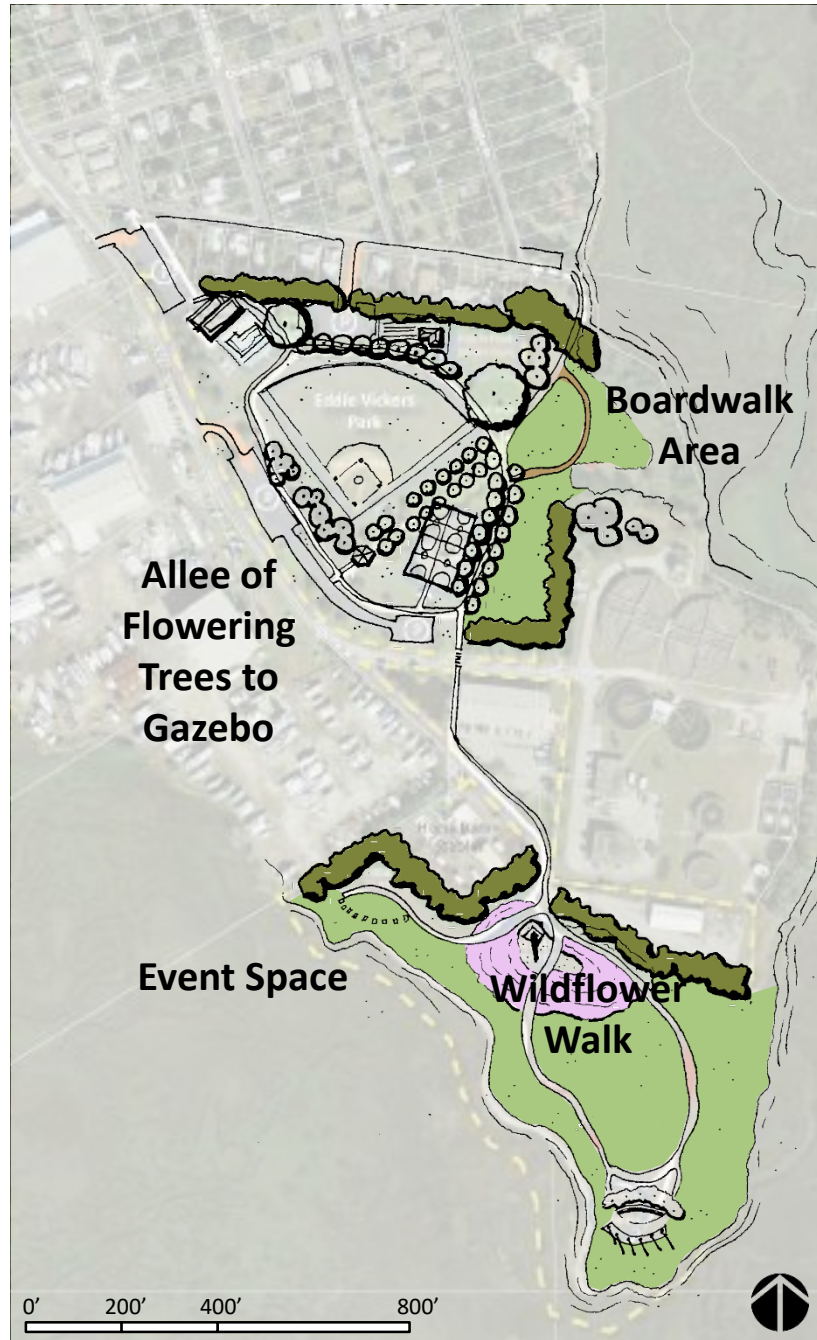 Eddie Vickers
Park
Boardwalk
Area
Allee of
Flowering
Trees to
Gazebo
Event Space
Wildflower
Walk
0’
200’
400’
800’